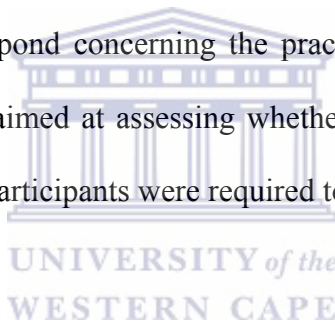 pond concerning the prac
aimed at assessing whethe
articipants were required to
UNIVERSITY of the
WESTERN CAPE